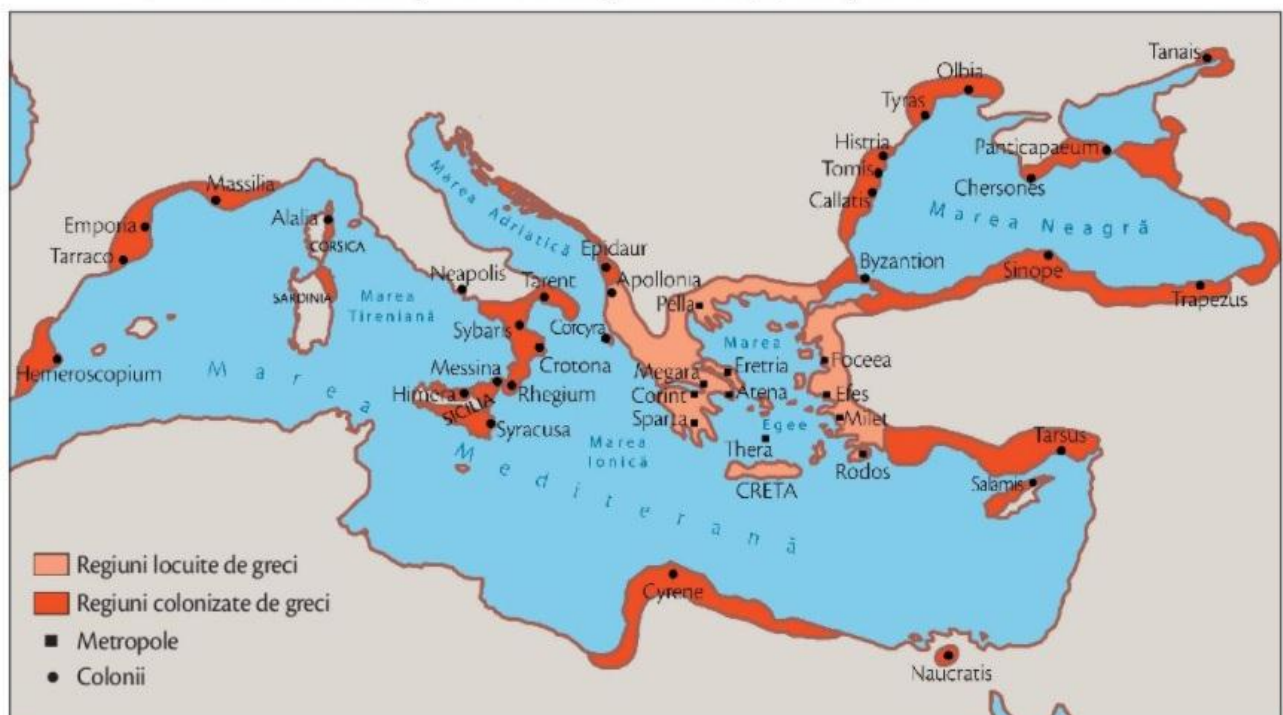 Tanais
Olbia
Tyras
Histria
Tomis
Callatis
Panticapaeum
Chersones
Marea Neagră
Byzantion
Sinope
Trapezus
Massilia
Emporia
Tarraco
Alalia
CORSICA
SARDINIA
Hemeroscopium
Marea Adriatică
Epidaur
Apollonia
Neapolis
Tarent
Marea
Tireniană
Sybaris
Corcyra
Crotona
Messina
Himera
Rhegium
SICILIA
Syracusa
Marea
Ionică
Pella
Marea
Egee
Eretria
Megara
Atena
Corint
Sparta
Thera
CRETA
Foceea
Efes
Milet
Rodos
Tarsus
Salamis
Marea Mediterană
Cyrene
Naucratis
Regiuni locuite de greci
Regiuni colonizate de greci
Metropole
Colonii